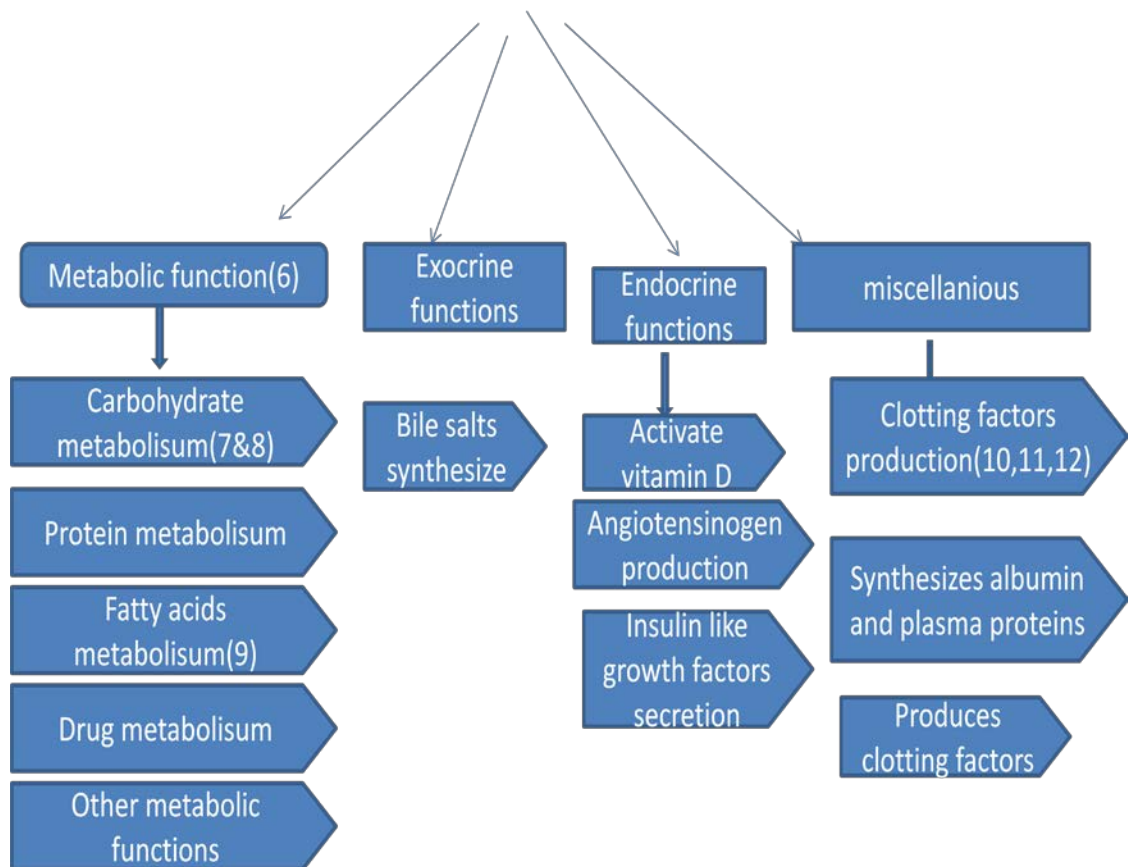 Metabolic function(6)
Exocrine
functions
Endocrine
functions
miscellanious
Carbohydrate
metabolisum(7&8)
Protein metabolisum
Fatty acids
metabolisum(9)
Drug metabolisum
Other metabolic
functions
Bile salts
synthesize
Activate
vitamin D
Angiotensinogen
production
Insulin like
growth factors
secretion
Clotting factors
production(10,11,12)
Synthesizes albumin
and plasma proteins
Produces
clotting factors